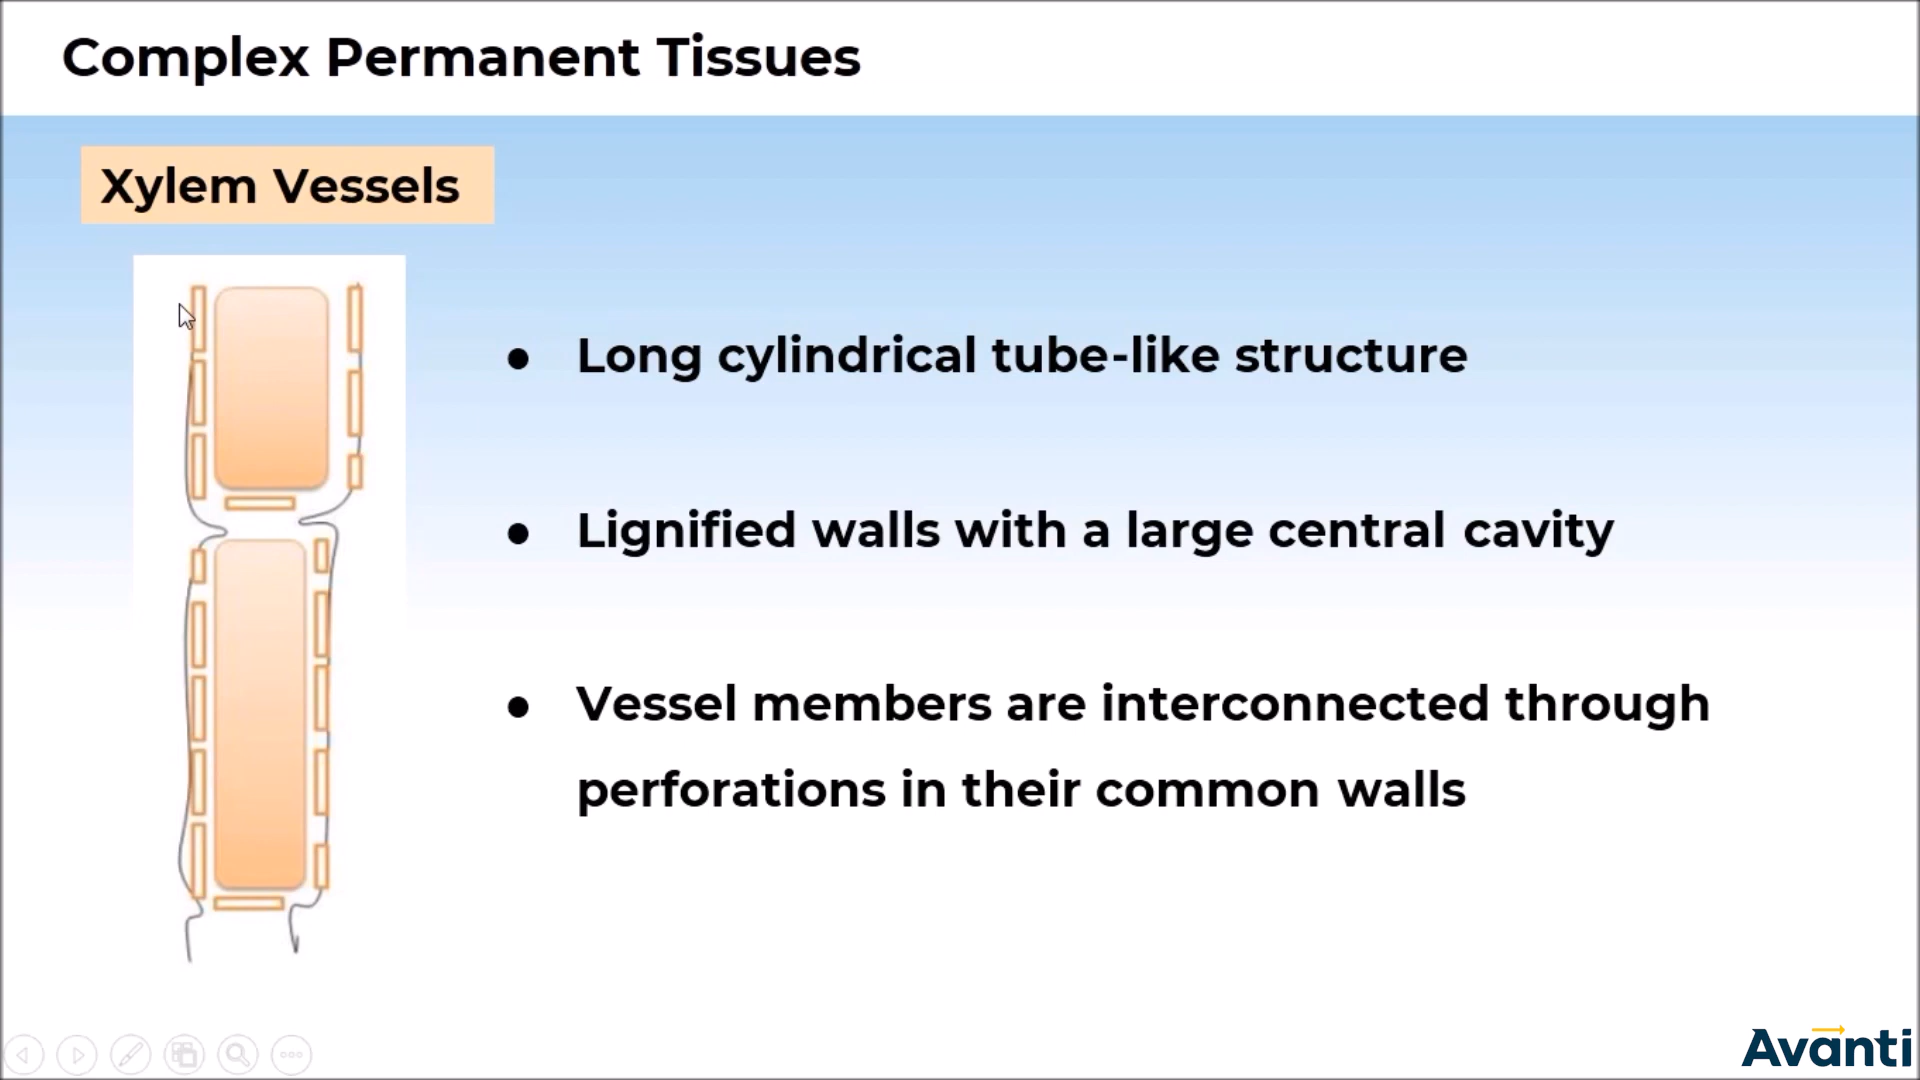 Complex Permanent Tissues
Xylem Vessels
● Long cylindrical tube-like structure
● Lignified walls with a large central cavity
● Vessel members are interconnected through
perforations in their common walls
Avanti